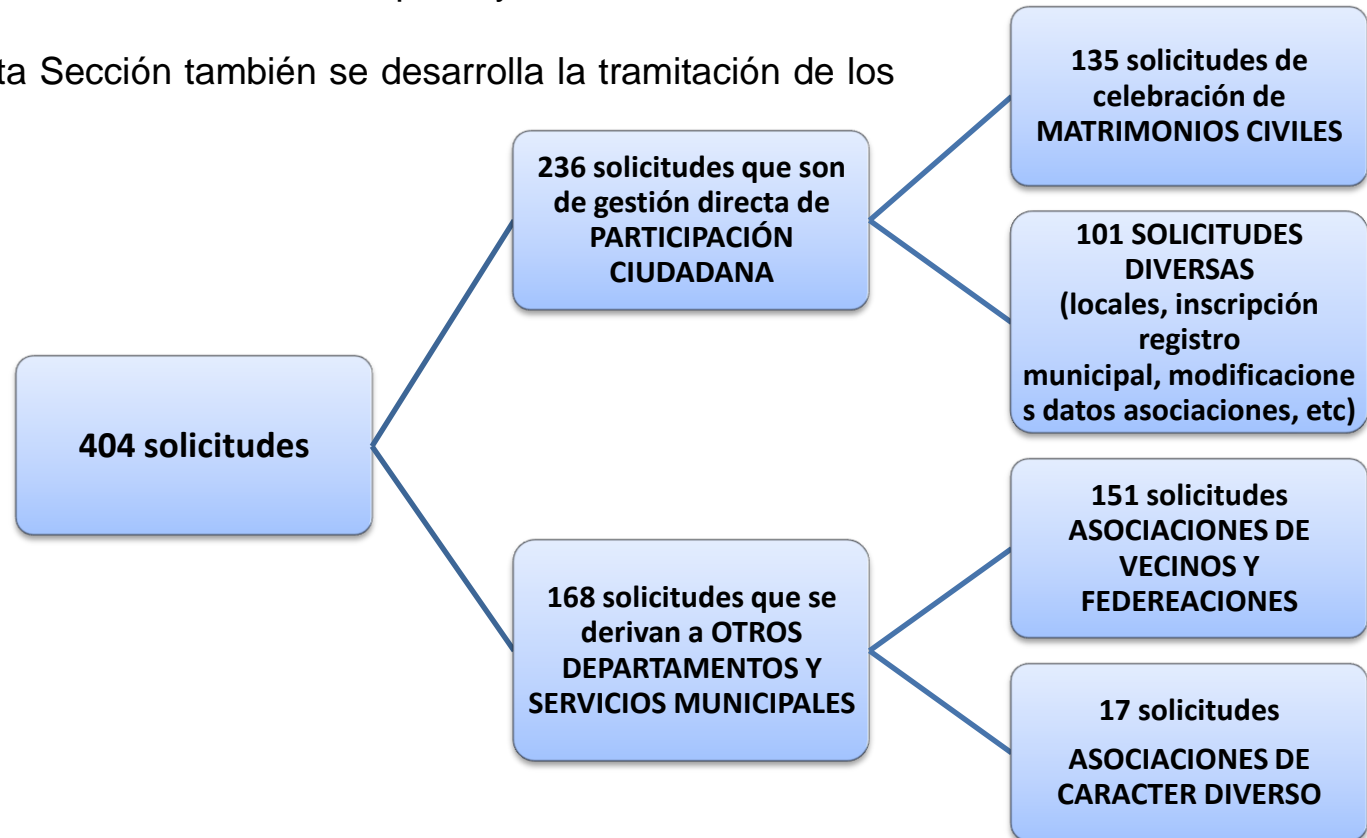 ta Sección también se desarrolla la tramitación de los
404 solicitudes
236 solicitudes que son
de gestión directa de
PARTICIPACIÓN
CIUDADANA
135 solicitudes de
celebración de
MATRIMONIOS CIVILES
101 SOLICITUDES
DIVERSAS
(locales, inscripción
registro
municipal, modificacione
s datos asociaciones, etc)
168 solicitudes que se
derivan a OTROS
DEPARTAMENTOS Y
SERVICIOS MUNICIPALES
151 solicitudes
ASOCIACIONES DE
VECINOS Y
FEDEREACIONES
17 solicitudes
ASOCIACIONES DE
CARACTER DIVERSO